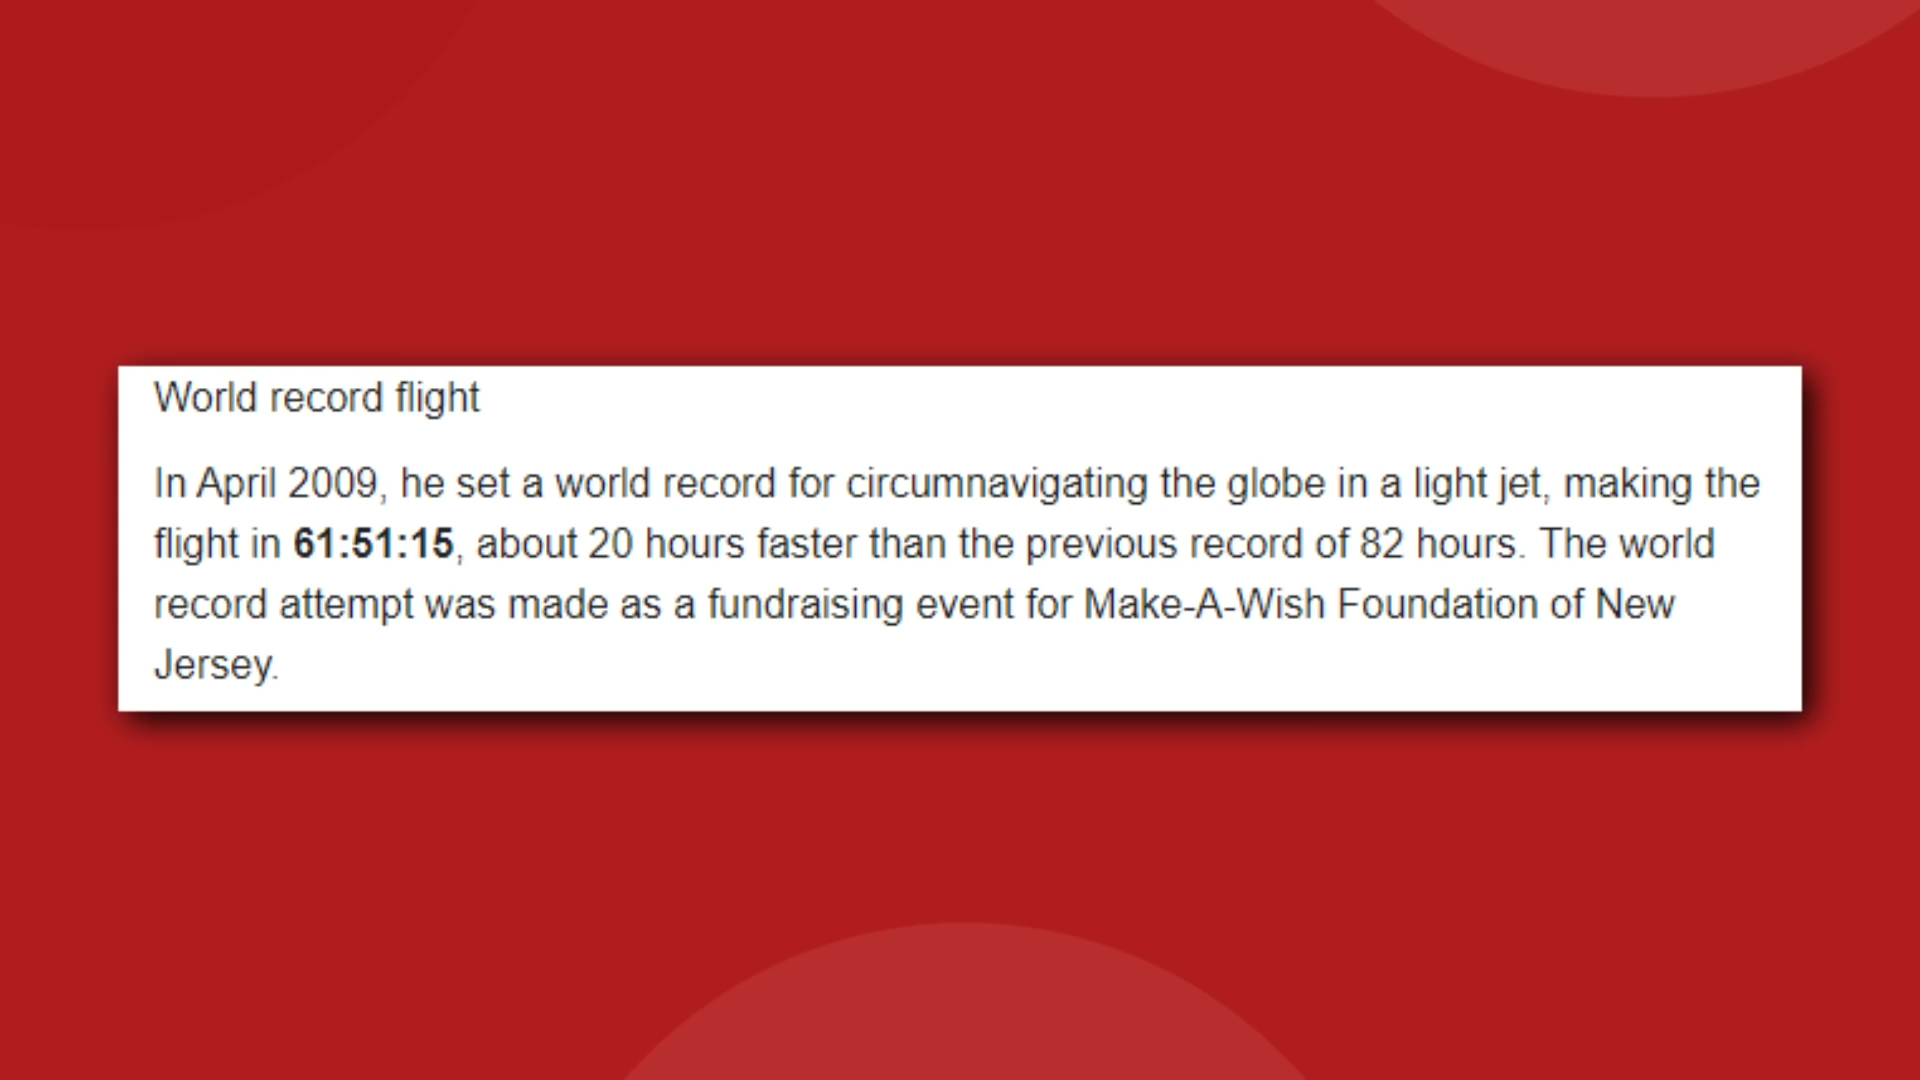 World record flight
In April 2009, he set a world record for circumnavigating the globe in a light jet, making the
flight in 61:51:15, about 20 hours faster than the previous record of 82 hours. The world
record attempt was made as a fundraising event for Make-A-Wish Foundation of New
Jersey.